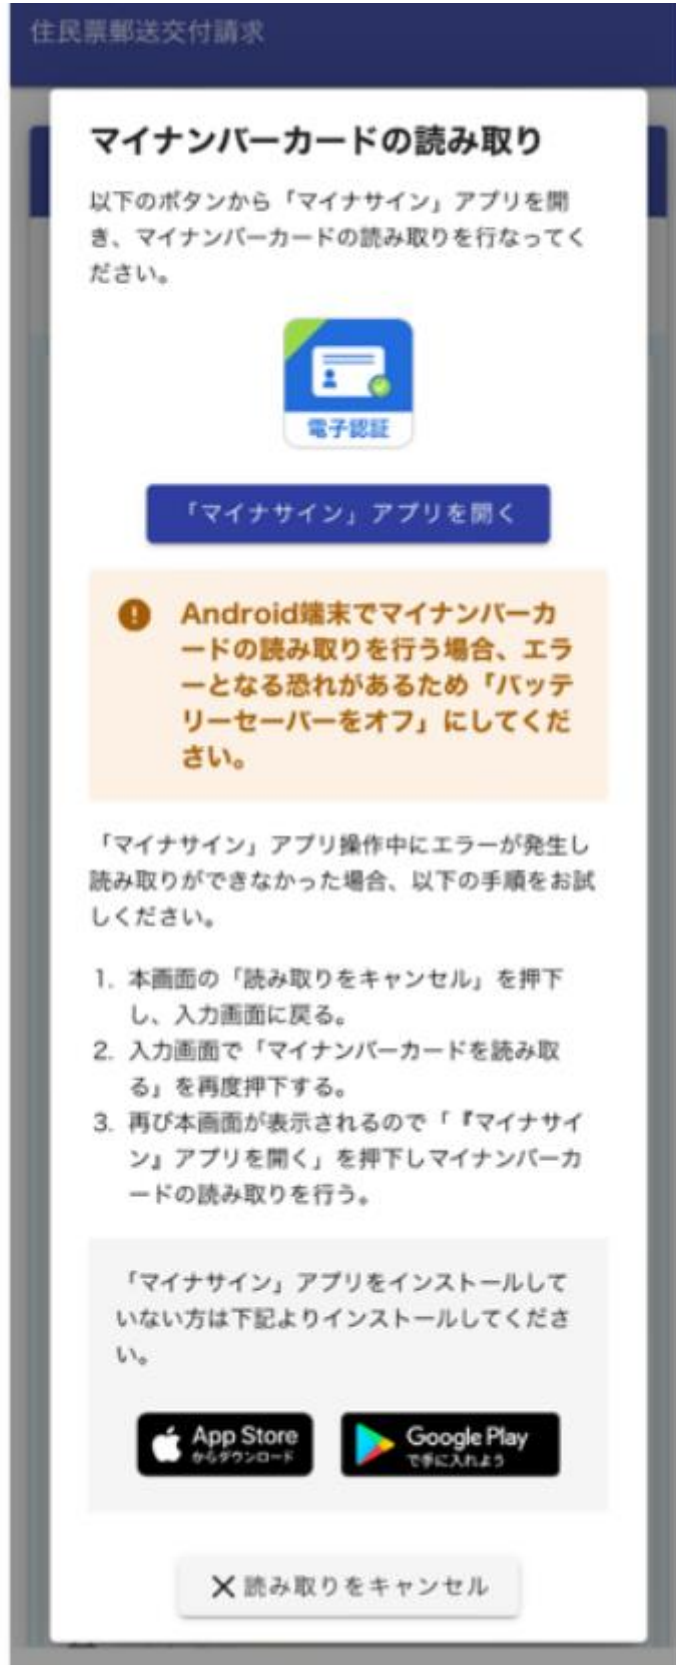 住民票郵送交付請求
マイナンバーカードの読み取り
以下のボタンから「マイナサイン」アプリを開
き、マイナンバーカードの読み取りを行なってく
ださい。
電子認証
「マイナサイン」アプリを開く
Android端末でマイナンバーカ
ードの読み取りを行う場合、エラ
ーとなる恐れがあるため「バッテ
リーセーバーをオフ」にしてくだ
さい。
「マイナサイン」アプリ操作中にエラーが発生し
読み取りができなかった場合、以下の手順をお試
しください。
1. 本画面の「読み取りをキャンセル」を押下
し、入力画面に戻る。
2. 入力画面で「マイナンバーカードを読み取
る」を再度押下する。
3. 再び本画面が表示されるので「『マイナサイ
ン』アプリを開く」を押下しマイナンバーカ
ードの読み取りを行う。
「マイナサイン」アプリをインストールして
いない方は下記よりインストールしてくださ
い。
App Store
からダウンロード
Google Play
で手に入れよう
読み取りをキャンセル